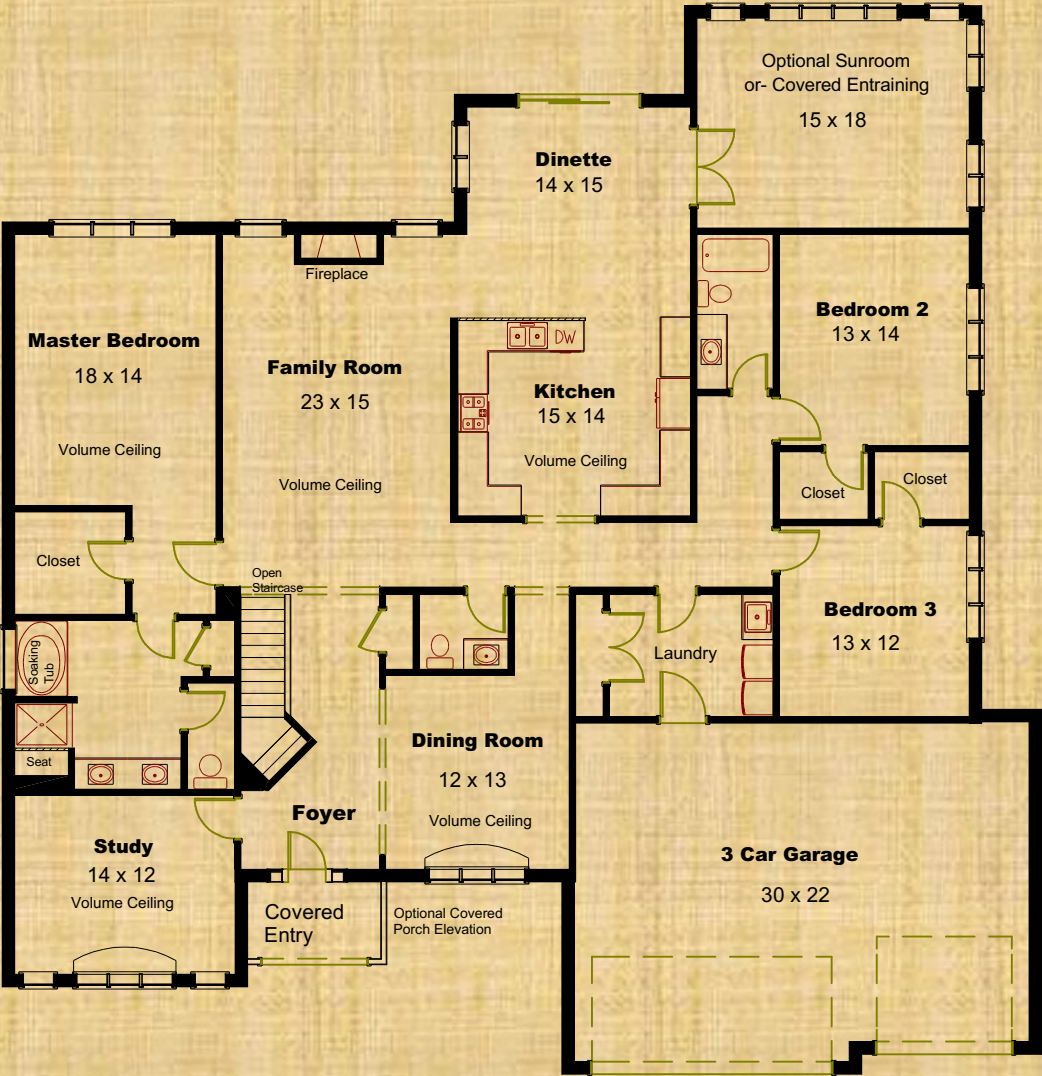 Optional Sunroom
or- Covered Entraining
15 x 18
Dinette
14 x 15
Fireplace
Master Bedroom
18 x 14
Volume Ceiling
Family Room
23 x 15
Volume Ceiling
DW
Kitchen
15 x 14
Volume Ceiling
Bedroom 2
13 x 14
Closet
Closet
Closet
Open
Staircase
Bedroom 3
13 x 12
Soaking
Tub
Laundry
Seat
Dining Room
12 x 13
Volume Ceiling
Foyer
Study
14 x 12
Volume Ceiling
3 Car Garage
30 x 22
Covered
Entry
Optional Covered
Porch Elevation